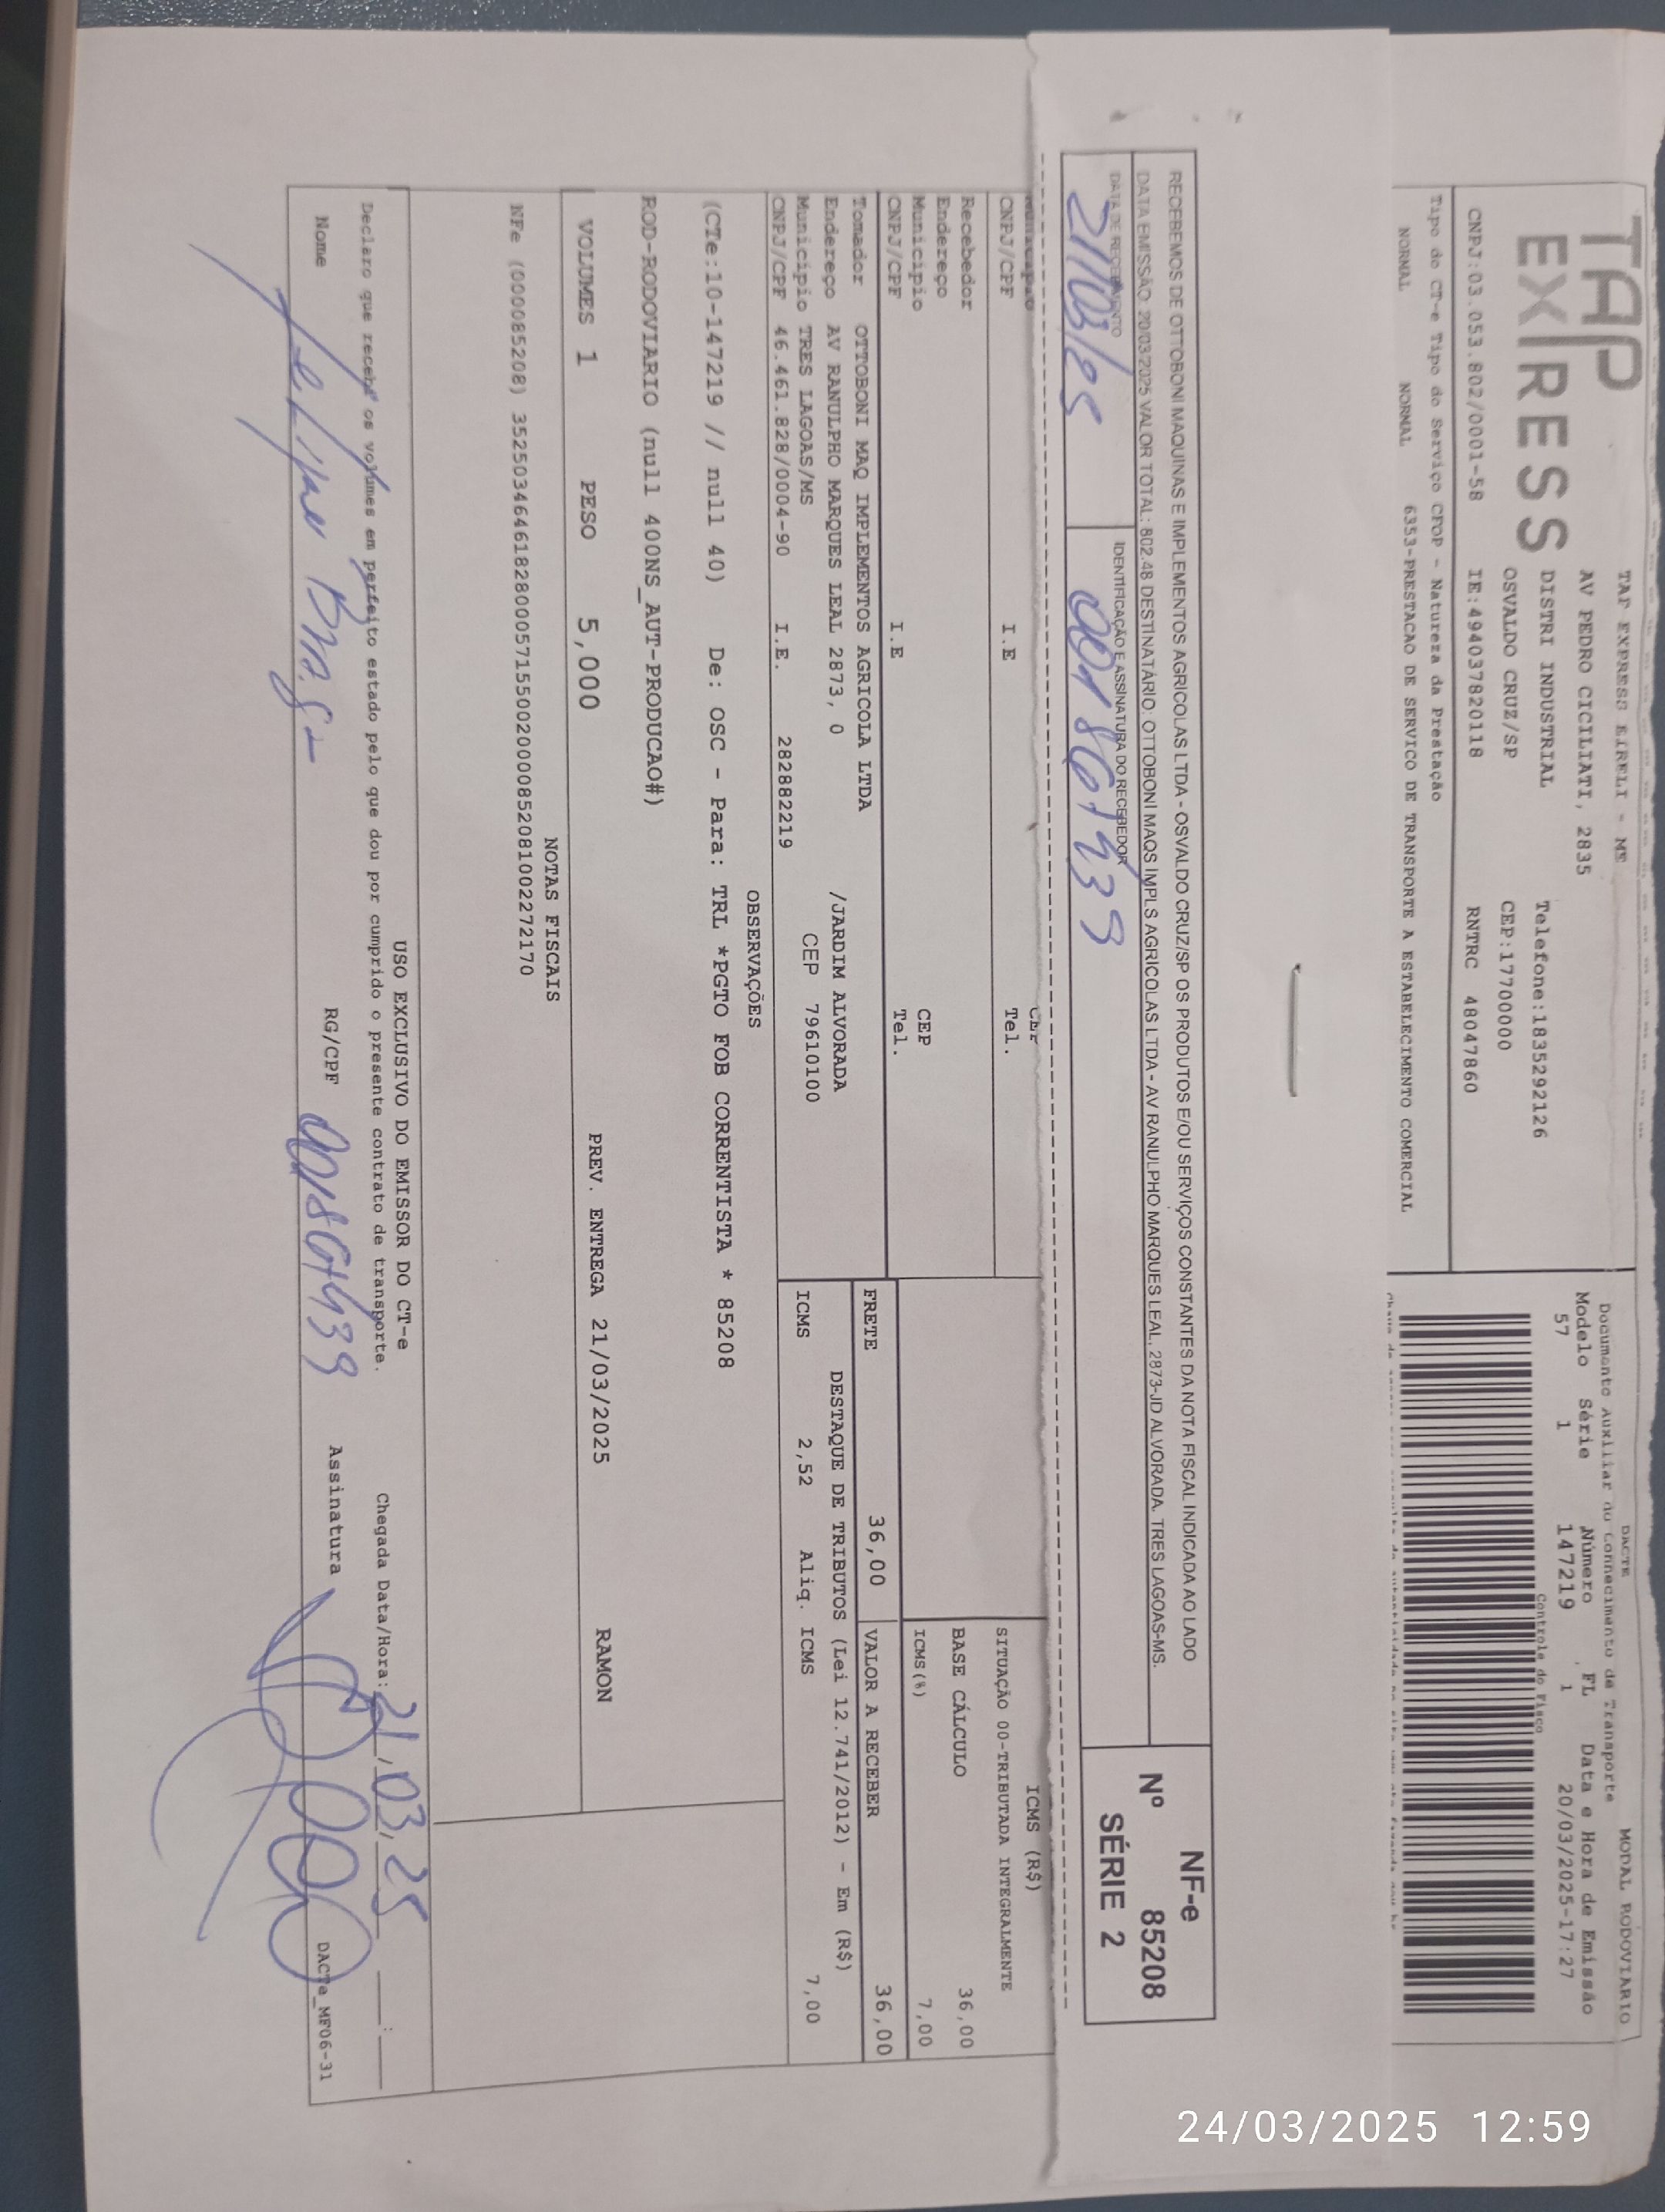 TAP
EXPRESS
TAF EXPRESS EIRELI - ME
AV PEDRO CICILIATI, 2835
DISTRI INDUSTRIAL
Telefone:1835292126
OSVALDO CRUZ/SP
CEP:17700000
CNPJ:03.053.802/0001-58
IE:494037820118
RNTRC 48047860
Tipo do CT-e Tipo do Serviço CFOP - Natureza da Prestação
NORMAL NORMAL 6353-PRESTACAO DE SERVICO DE TRANSPORTE A ESTABELECIMENTO COMERCIAL
DACTE
MODAL RODOVIARIO
Documento Auxiliar do Conhecimento de Transporte
Modelo Série Número FL Data e Hora de Emissão
57 1 147219 1 20/03/2025-17:27
Controle do Fisco
RECEBEMOS DE OTTOBONI MAQUINAS E IMPLEMENTOS AGRICOLAS LTDA - OSVALDO CRUZ/SP OS PRODUTOS E/OU SERVIÇOS CONSTANTES DA NOTA FISCAL INDICADA AO LADO
DATA EMISSÃO: 20/03/2025 VALOR TOTAL: 802.48 DESTINATÁRIO: OTTOBONI MAQS IMPLS AGRICOLAS LTDA - AV RANULPHO MARQUES LEAL, 2873-JD ALVORADA. TRES LAGOAS-MS.
DATA DE RECEBIMENTO
21/03/25
IDENTIFICAÇÃO E ASSINATURA DO RECEBEDOR
NF-e
Nº 85208
SÉRIE 2
CNPJ/CPF I.E Tel.
Recebedor
Endereço
Município CEP
CNPJ/CPF I.E Tel.
ICMS (R$)
SITUAÇÃO 00-TRIBUTADA INTEGRALMENTE
BASE CÁLCULO 36,00
ICMS(%) 7,00
Tomador OTTOBONI MAQ IMPLEMENTOS AGRICOLA LTDA
Endereço AV RANULPHO MARQUES LEAL 2873, 0 /JARDIM ALVORADA
Município TRES LAGOAS/MS CEP 79610100
CNPJ/CPF 46.461.828/0004-90 I.E. 282882219
FRETE 36,00 VALOR A RECEBER 36,00
DESTAQUE DE TRIBUTOS (Lei 12.741/2012) - Em (R$)
ICMS 2,52 Aliq. ICMS 7,00
OBSERVAÇÕES
(CTe:10-147219 // null 40) De: OSC - Para: TRL *PGTO FOB CORRENTISTA * 85208
ROD-RODOVIARIO (null 400NS_AUT-PRODUCAO#)
VOLUMES 1 PESO 5,000 PREV. ENTREGA 21/03/2025 RAMON
NOTAS FISCAIS
NFe (000085208) 35250346461828000571550020000852081002272170
USO EXCLUSIVO DO EMISSOR DO CT-e
Declaro que recebi os volumes em perfeito estado pelo que dou por cumprido o presente contrato de transporte.
Chegada Data/Hora: 21/03/25 :
Nome
RG/CPF
Assinatura
DACTe_MF06-31
24/03/2025 12:59